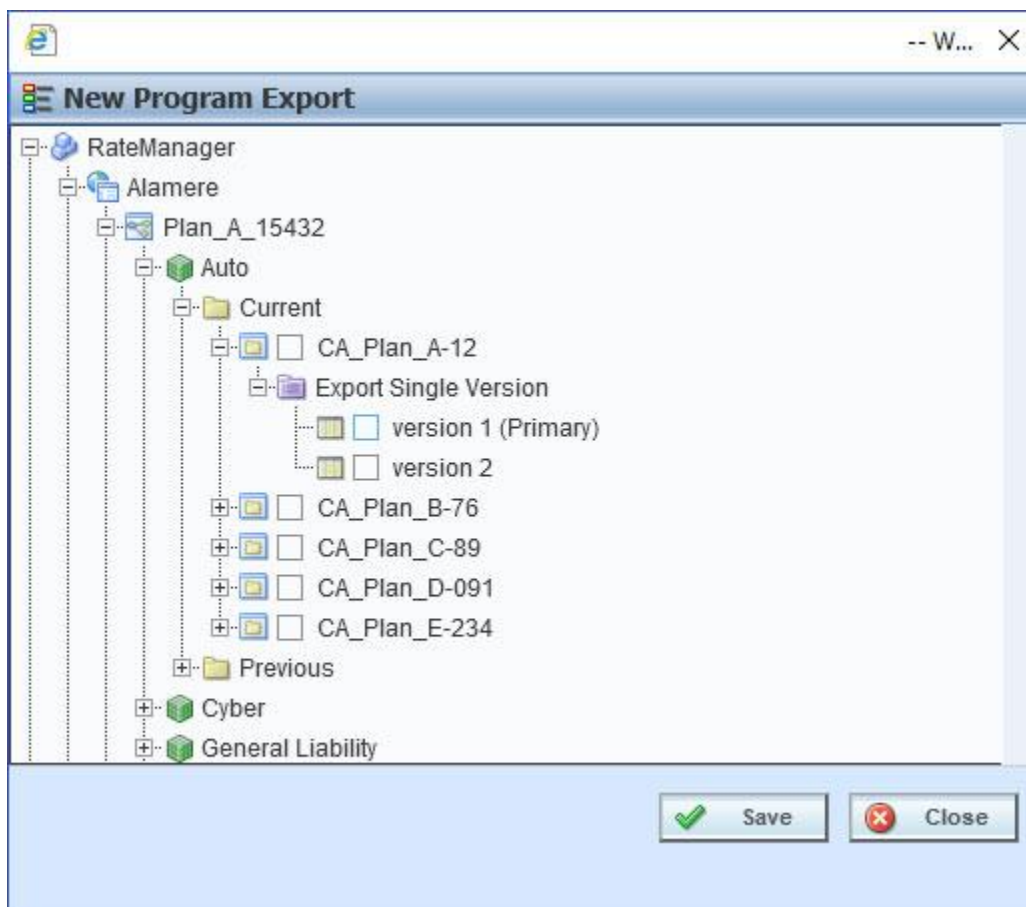 -- W...
New Program Export
RateManager
Alamere
Plan_A_15432
Auto
Current
CA_Plan_A-12
Export Single Version
version 1 (Primary)
version 2
CA_Plan_B-76
CA_Plan_C-89
CA_Plan_D-091
CA_Plan_E-234
Previous
Cyber
General Liability
Save
Close